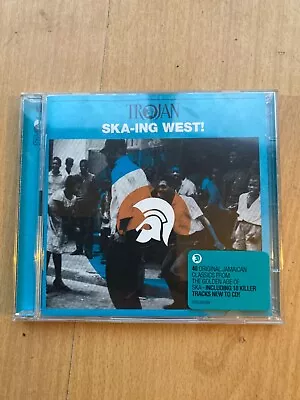 TROJAN
SKA-ING WEST!
40 ORIGINAL JAMAICAN
CLASSICS FROM
THE GOLDEN AGE OF
SKA - INCLUDING 10 KILLER
TRACKS NEW TO CD!